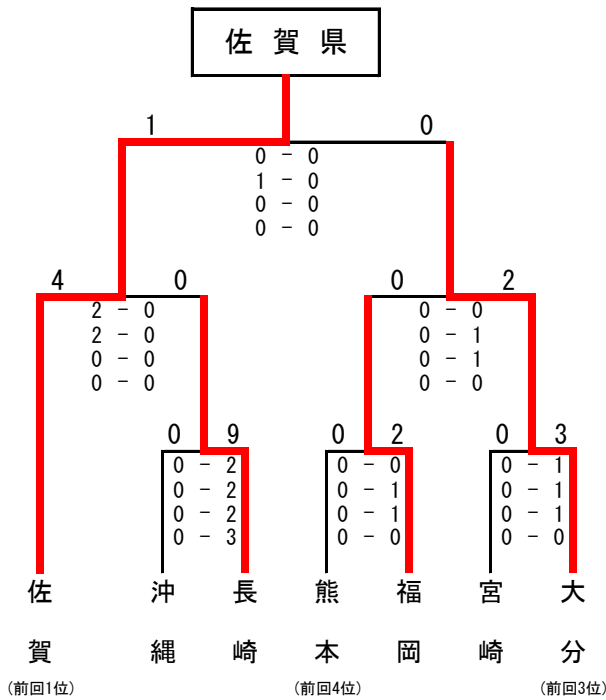 佐賀県
1 0
0 - 0
1 - 0
0 - 0
0 - 0
4 0 0 2
2 - 0 0 - 0
2 - 0 0 - 1
0 - 0 0 - 1
0 - 0 0 - 0
0 9 0 2 0 3
0 - 2 0 - 0 0 - 1
0 - 2 0 - 1 0 - 1
0 - 2 0 - 1 0 - 1
0 - 3 0 - 0 0 - 0
佐賀 沖縄 長崎 熊本 福岡 宮崎 大分
(前回1位) (前回4位) (前回3位)